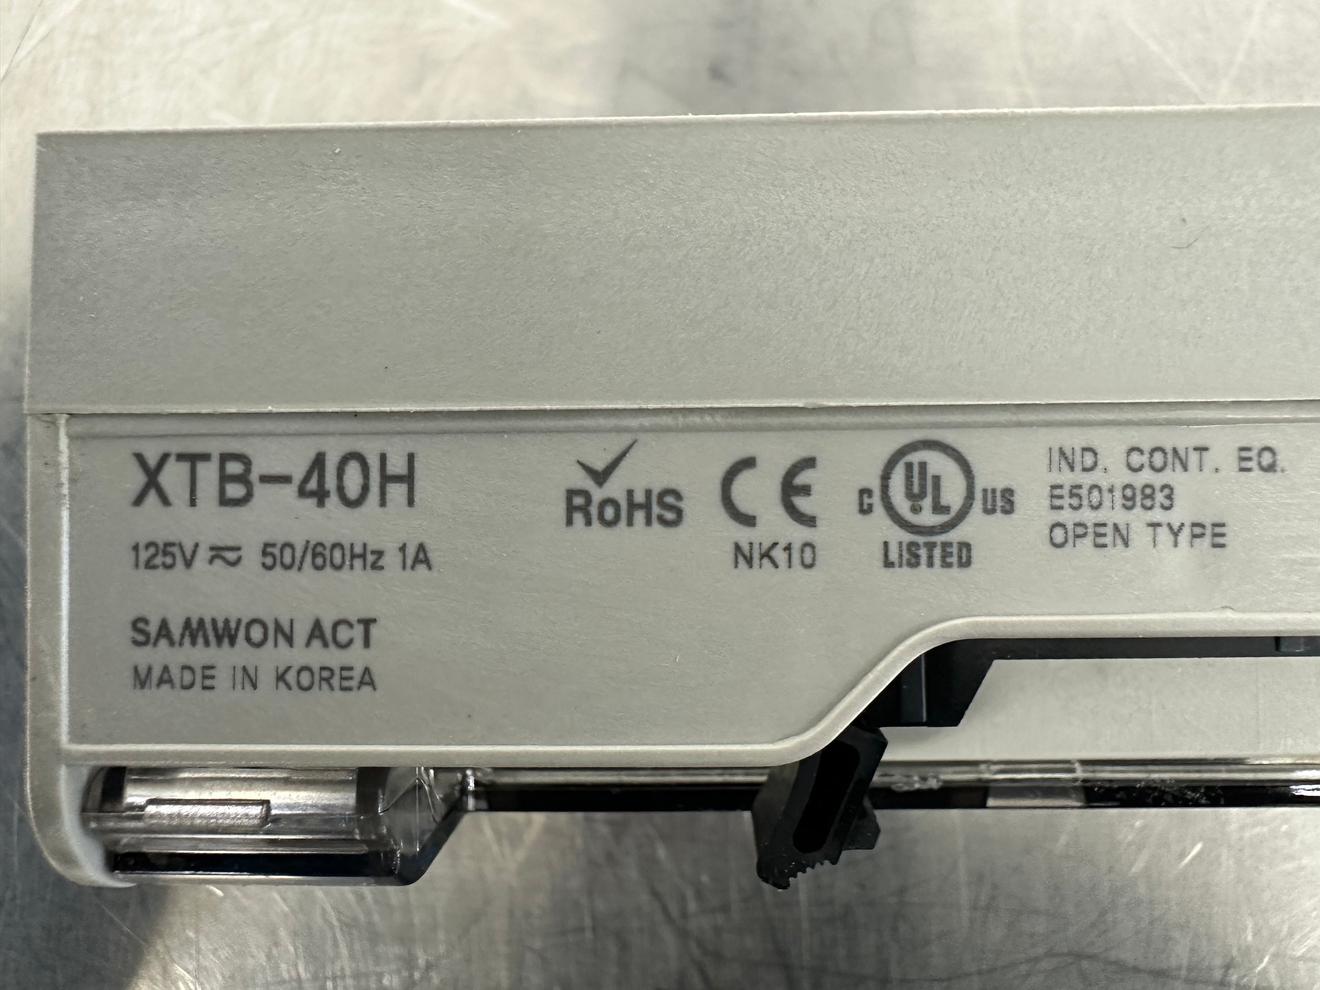 XTB-40H
125V ⎓ 50/60Hz 1A
SAMWON ACT
MADE IN KOREA
RoHS
CE
NK10
C UL US
LISTED
IND. CONT. EQ.
E501983
OPEN TYPE